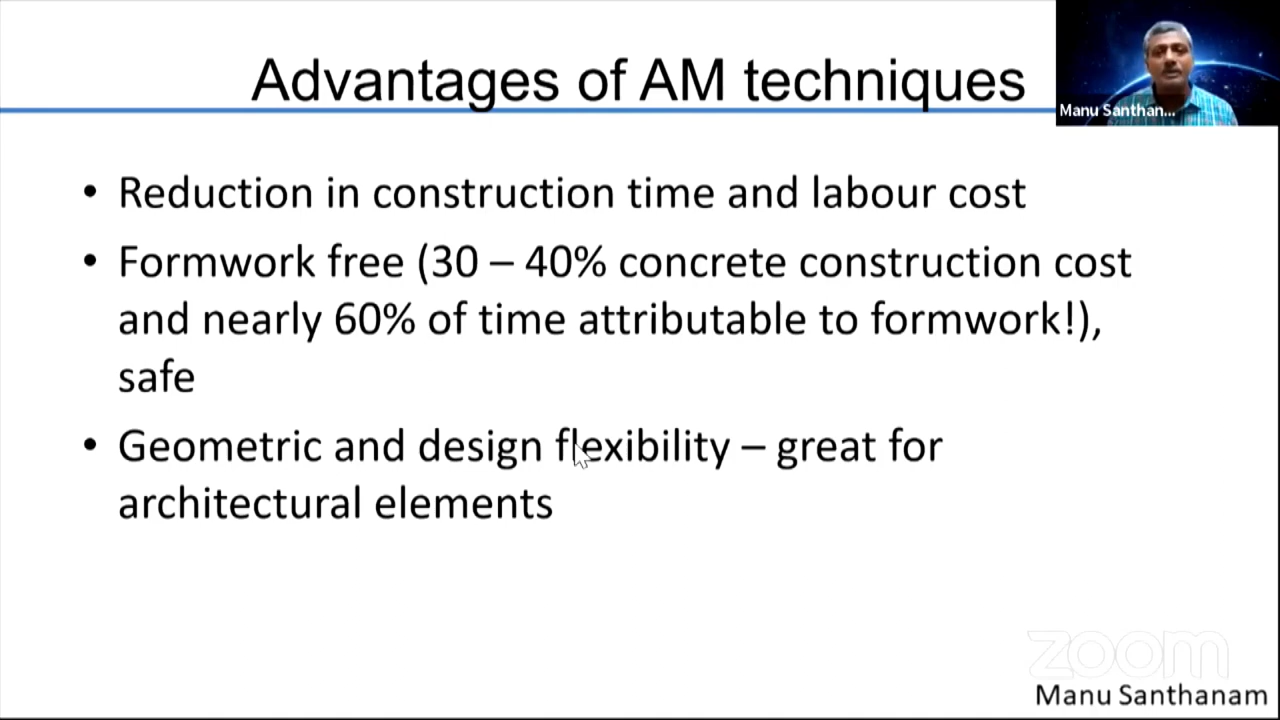 Advantages of AM techniques
Manu Santhan...
• Reduction in construction time and labour cost
• Formwork free (30 – 40% concrete construction cost
and nearly 60% of time attributable to formwork!),
safe
• Geometric and design flexibility – great for
architectural elements
zoom
Manu Santhanam